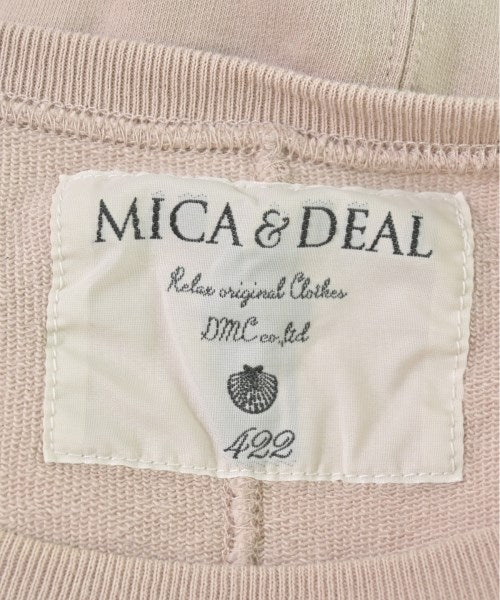 MICA & DEAL
Relax original Clothes
DMC co.,ltd
422